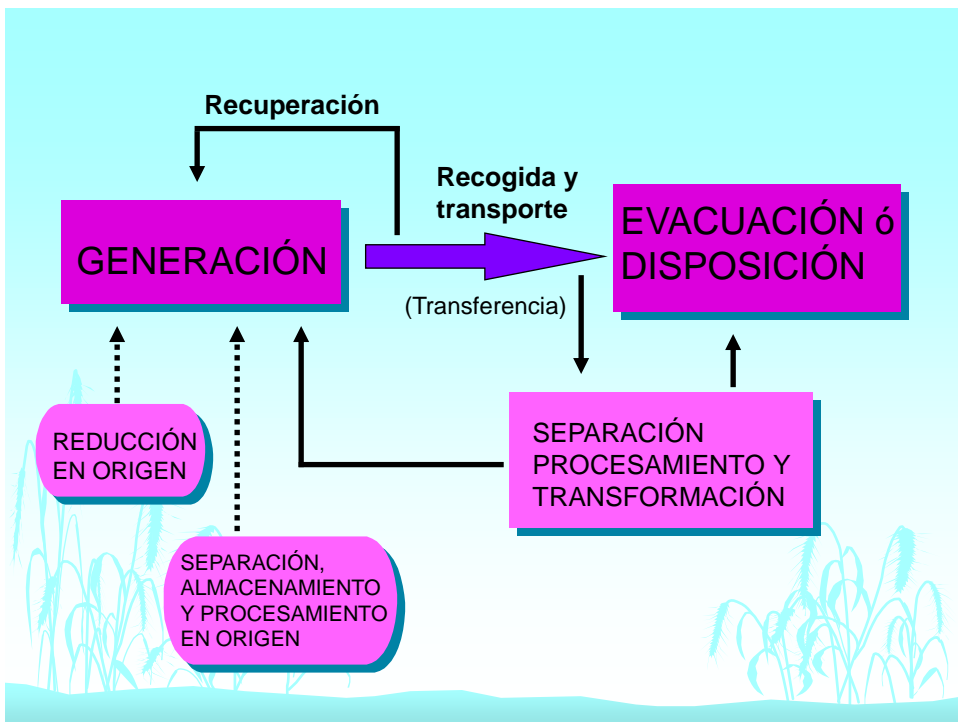 Recuperación
Recogida y
transporte
GENERACIÓN
EVACUACIÓN ó
DISPOSICIÓN
(Transferencia)
REDUCCIÓN
EN ORIGEN
SEPARACIÓN
PROCESAMIENTO Y
TRANSFORMACIÓN
SEPARACIÓN,
ALMACENAMIENTO
Y PROCESAMIENTO
EN ORIGEN